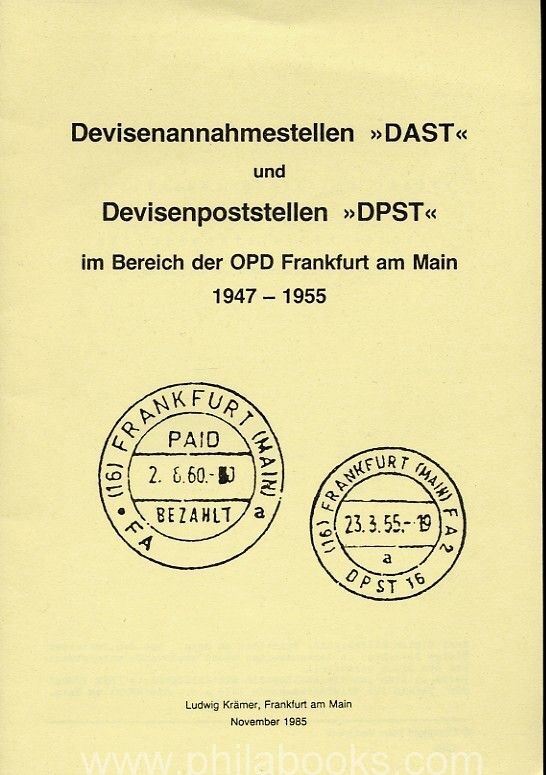 Devisenannahmestellen »DAST«
und
Devisenpoststellen »DPST«
im Bereich der OPD Frankfurt am Main
1947 – 1955
(16) FRANKFURT (MAIN) a
PAID
2. 8.60.-
BEZAHLT
• FA
(16) FRANKFURT (MAIN) FA 2
23.3.55.- 19
a
DPST 16
Ludwig Krämer, Frankfurt am Main
November 1985
www.philabooks.com